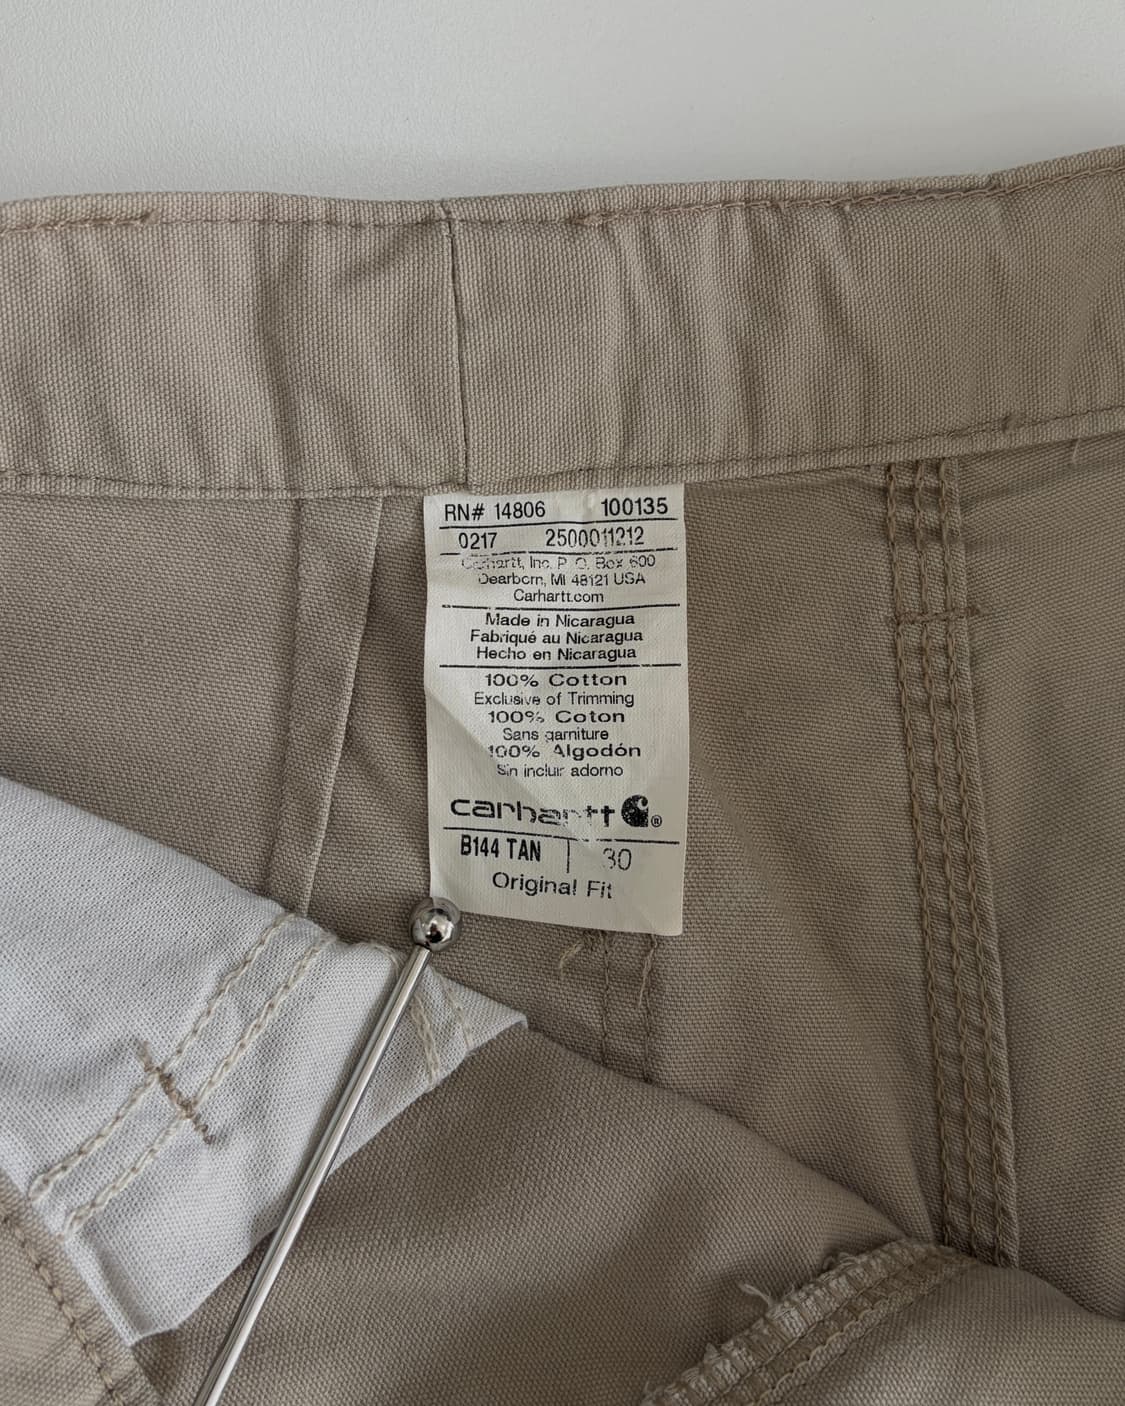 RN# 14806 100135
0217 2500011212
Carhartt, Inc. P. O. Box 600
Dearborn, MI 48121 USA
Carhartt.com
Made in Nicaragua
Fabriqué au Nicaragua
Hecho en Nicaragua
100% Cotton
Exclusive of Trimming
100% Coton
Sans garniture
100% Algodón
Sin incluir adorno
carhartt ®
B144 TAN | 30
Original Fit